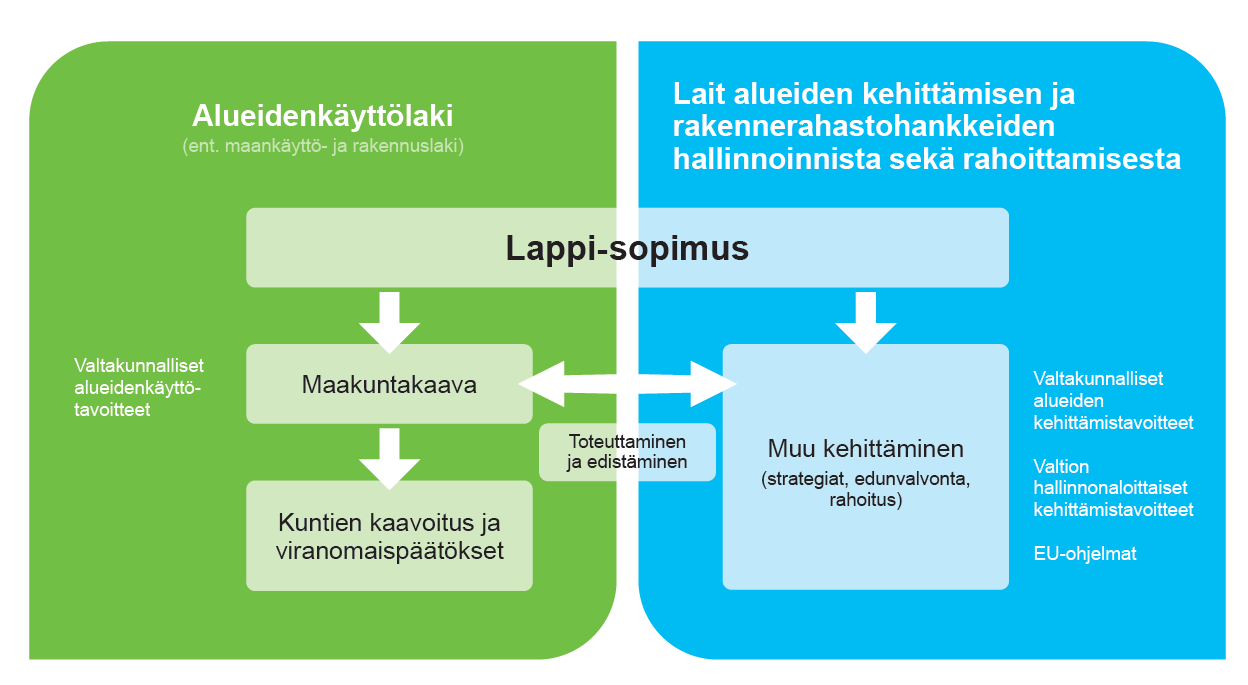 Alueidenkäyttölaki
(ent. maankäyttö- ja rakennuslaki)
Lait alueiden kehittämisen ja
rakennerahastohankkeiden
hallinnoinnista sekä rahoittamisesta
Lappi-sopimus
Valtakunnalliset
alueidenkäyttö-
tavoitteet
Maakuntakaava
Toteuttaminen
ja edistäminen
Kuntien kaavoitus ja
viranomaispäätökset
Muu kehittäminen
(strategiat, edunvalvonta,
rahoitus)
Valtakunnalliset
alueiden
kehittämistavoitteet
Valtion
hallinnonaloittaiset
kehittämistavoitteet
EU-ohjelmat